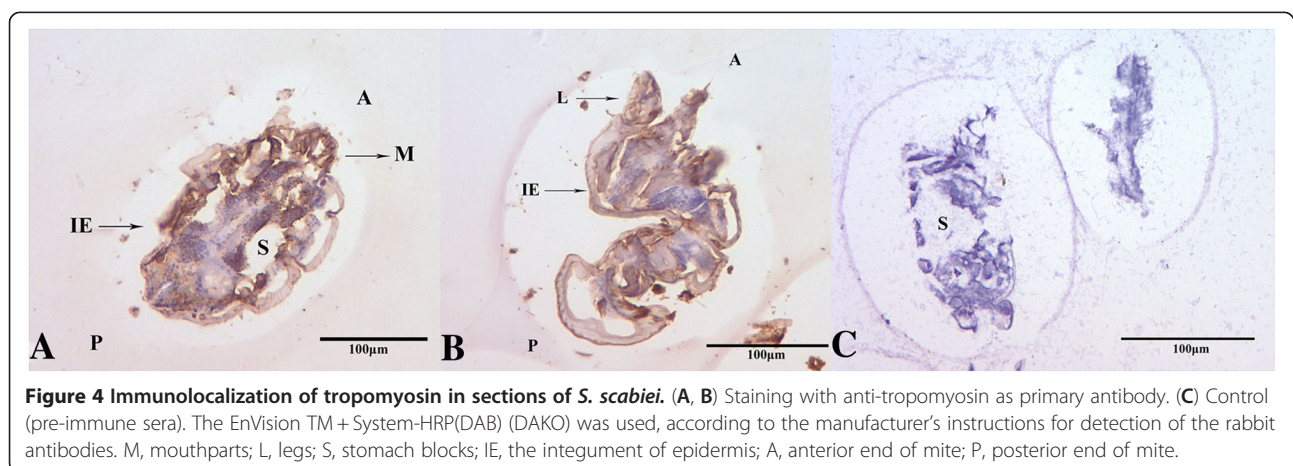 A
M
IE
S
A
P
100μm
A
L
IE
B
P
100μm
S
C
100μm
Figure 4 Immunolocalization of tropomyosin in sections of S. scabiei. (A, B) Staining with anti-tropomyosin as primary antibody. (C) Control
(pre-immune sera). The EnVision TM + System-HRP(DAB) (DAKO) was used, according to the manufacturer's instructions for detection of the rabbit
antibodies. M, mouthparts; L, legs; S, stomach blocks; IE, the integument of epidermis; A, anterior end of mite; P, posterior end of mite.